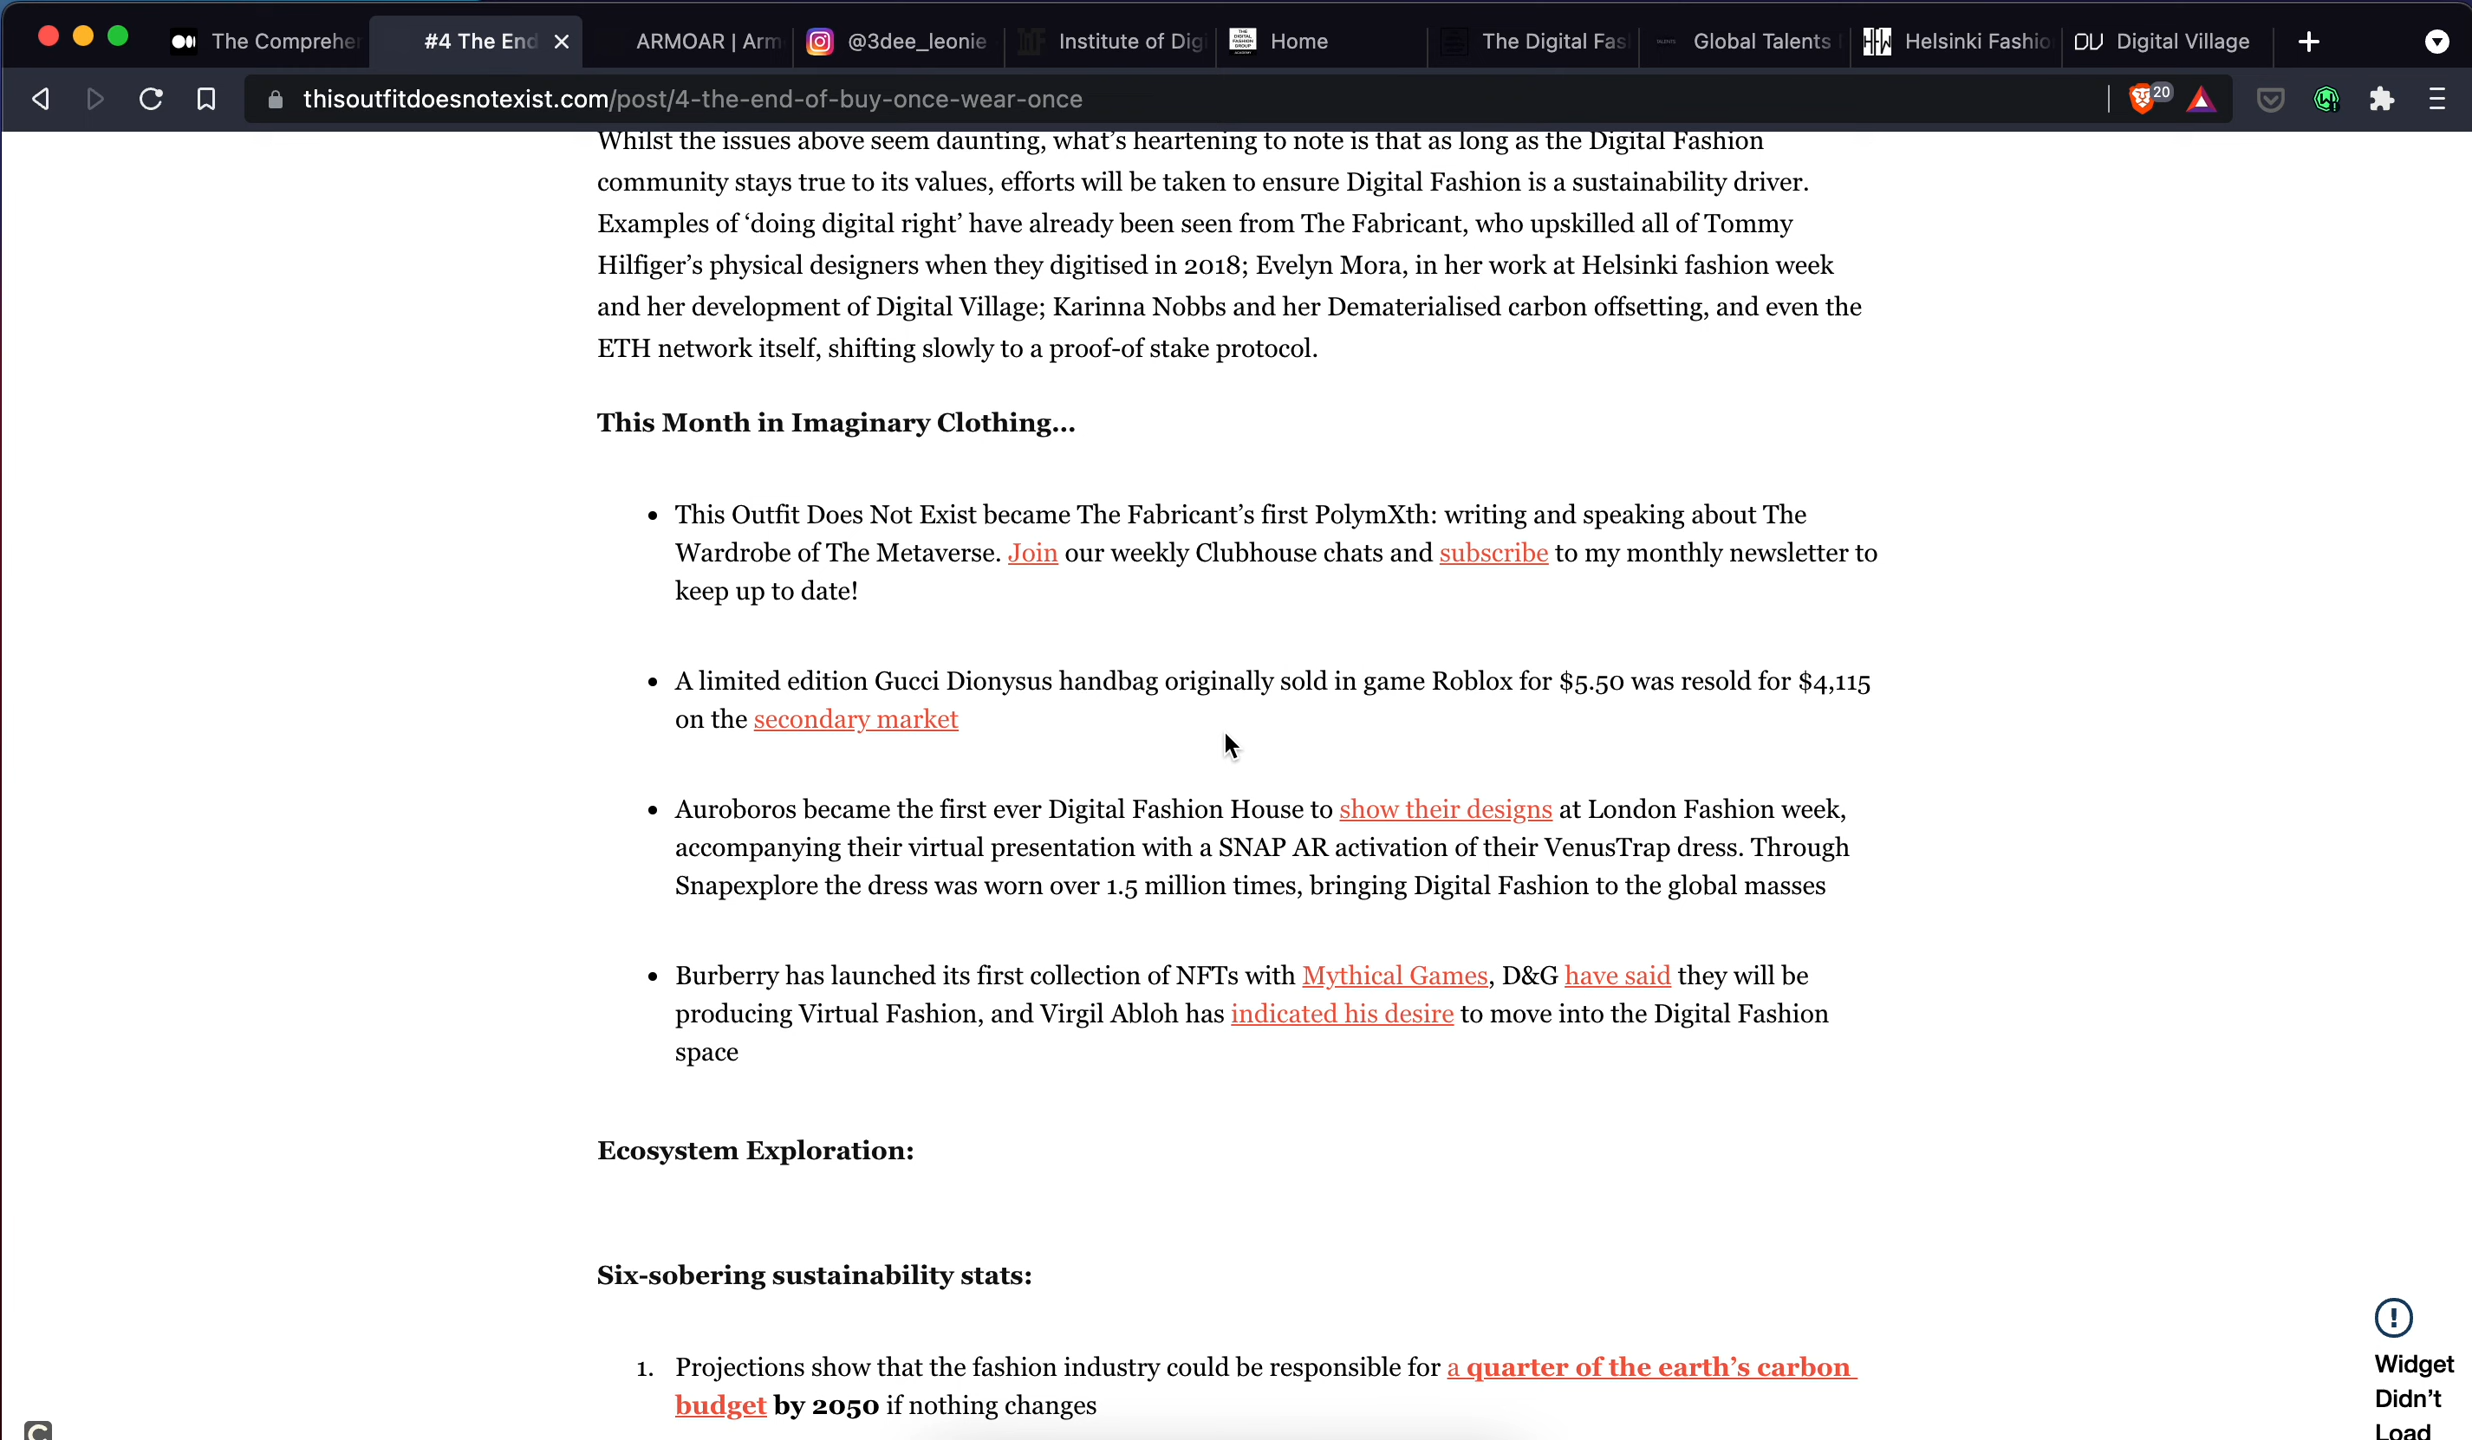 The Compreher
#4 The End
ARMOAR | Arm
@3dee_leonie
Institute of Digi
Home
The Digital Fas
Global Talents
Helsinki Fashio
DV Digital Village
thisoutfitdoesnotexist.com/post/4-the-end-of-buy-once-wear-once
20
Whilst the issues above seem daunting, what's heartening to note is that as long as the Digital Fashion
community stays true to its values, efforts will be taken to ensure Digital Fashion is a sustainability driver.
Examples of ‘doing digital right’ have already been seen from The Fabricant, who upskilled all of Tommy
Hilfiger’s physical designers when they digitised in 2018; Evelyn Mora, in her work at Helsinki fashion week
and her development of Digital Village; Karinna Nobbs and her Dematerialised carbon offsetting, and even the
ETH network itself, shifting slowly to a proof-of stake protocol.
This Month in Imaginary Clothing...
• This Outfit Does Not Exist became The Fabricant’s first PolymXth: writing and speaking about The
Wardrobe of The Metaverse. Join our weekly Clubhouse chats and subscribe to my monthly newsletter to
keep up to date!
• A limited edition Gucci Dionysus handbag originally sold in game Roblox for $5.50 was resold for $4,115
on the secondary market
• Auroboros became the first ever Digital Fashion House to show their designs at London Fashion week,
accompanying their virtual presentation with a SNAP AR activation of their VenusTrap dress. Through
Snapexplore the dress was worn over 1.5 million times, bringing Digital Fashion to the global masses
• Burberry has launched its first collection of NFTs with Mythical Games, D&G have said they will be
producing Virtual Fashion, and Virgil Abloh has indicated his desire to move into the Digital Fashion
space
Ecosystem Exploration:
Six-sobering sustainability stats:
1. Projections show that the fashion industry could be responsible for a quarter of the earth’s carbon
budget by 2050 if nothing changes
Widget
Didn’t
Load